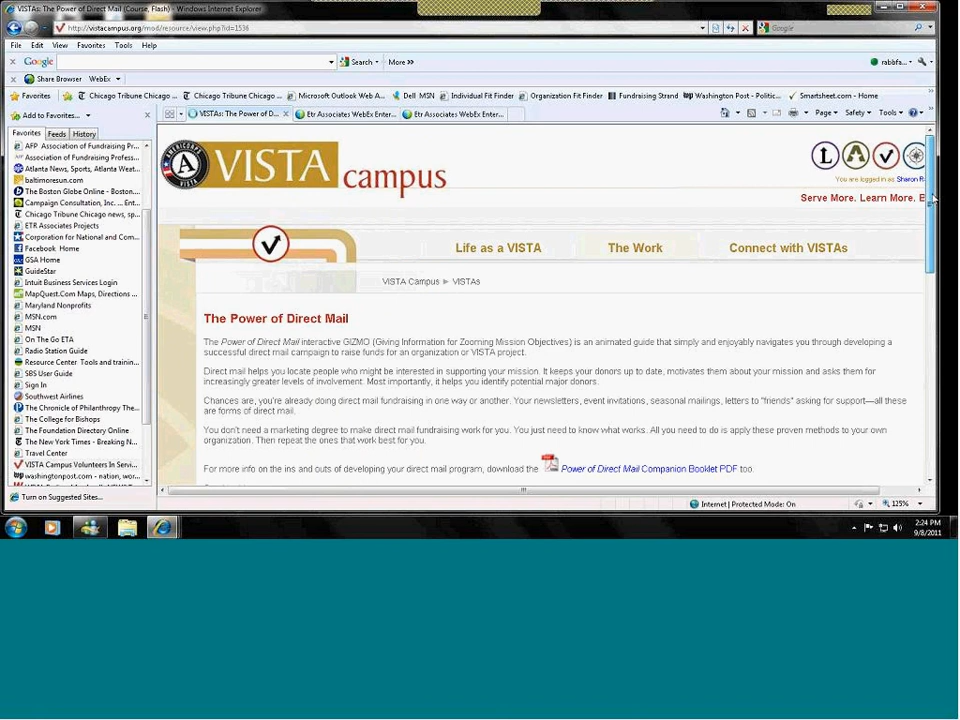 VISTAs: The Power of Direct Mail (Course, Flash) - Windows Internet Explorer
http://vistacampus.org/mod/resource/view.php?id=1536
Google
File Edit View Favorites Tools Help
Google Search More >> rabbfa...
Share Browser WebEx
Favorites Chicago Tribune Chicago ... Chicago Tribune Chicago ... Microsoft Outlook Web A... Dell MSN Individual Fit Finder Organization Fit Finder Fundraising Strand Washington Post - Politic... Smartsheet.com - Home
Add to Favorites...
VISTAs: The Power of D... Etr Associates WebEx Enter... Etr Associates WebEx Enter...
Page Safety Tools
Favorites Feeds History
AFP Association of Fundraising Pr...
Association of Fundraising Profess...
Atlanta News, Sports, Atlanta Weat...
baltimoresun.com
The Boston Globe Online - Boston...
Campaign Consultation, Inc. ... Ent...
Chicago Tribune Chicago news, sp...
ETR Associates Projects
Corporation for National and Com...
Facebook Home
GSA Home
GuideStar
Intuit Business Services Login
MapQuest.Com Maps, Directions ...
Maryland Nonprofits
MSN.com
MSN
On The Go ETA
Radio Station Guide
Resource Center Tools and trainin...
SBS User Guide
Sign In
Southwest Airlines
The Chronicle of Philanthropy The...
The College for Bishops
The Foundation Directory Online
The New York Times - Breaking N...
Travel Center
VISTA Campus Volunteers In Servi...
washingtonpost.com - nation, wor...
Turn on Suggested Sites...
AMERICORPS
VISTA
VISTA campus
L A
You are logged in as Sharon R
Serve More. Learn More. B
Life as a VISTA The Work Connect with VISTAs
VISTA Campus ► VISTAs
The Power of Direct Mail
The Power of Direct Mail interactive GIZMO (Giving Information for Zoorning Mission Objectives) is an animated guide that simply and enjoyably navigates you through developing a
successful direct mail campaign to raise funds for an organization or VISTA project.
Direct mail helps you locate people who might be interested in supporting your mission. It keeps your donors up to date, motivates them about your mission and asks them for
increasingly greater levels of involvement. Most importantly, it helps you identify potential major donors.
Chances are, you're already doing direct mail fundraising in one way or another. Your newsletters, event invitations, seasonal mailings, letters to "friends" asking for support—all these
are forms of direct mail.
You don't need a marketing degree to make direct mail fundraising work for you. You just need to know what works. All you need to do is apply these proven methods to your own
organization. Then repeat the ones that work best for you.
For more info on the ins and outs of developing your direct mail program, download the Power of Direct Mail Companion Booklet PDF too.
Internet | Protected Mode: On
125%
2:24 PM
9/8/2011